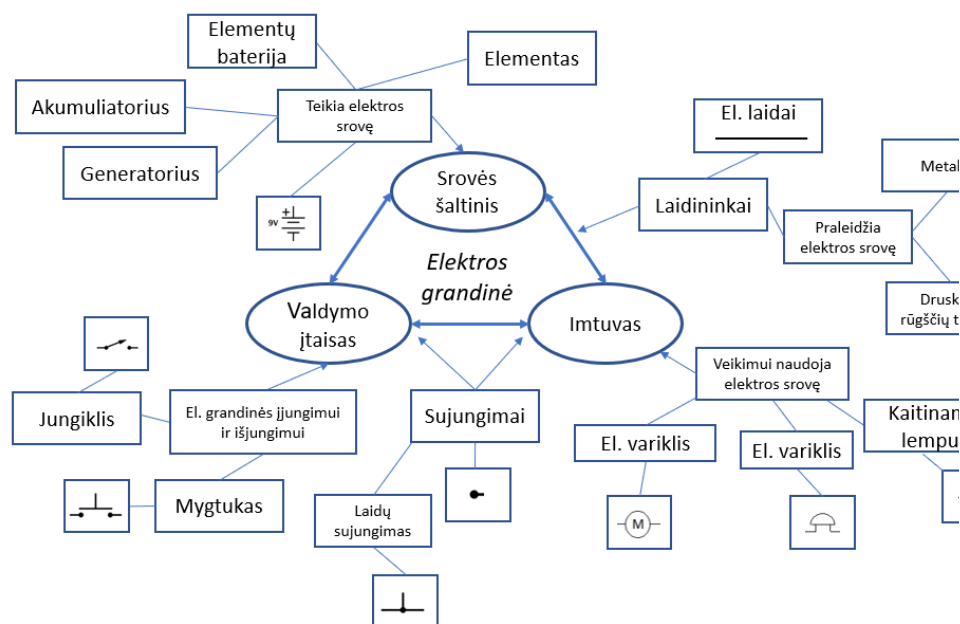 Elementų
baterija
Elementas
Akumuliatorius
Teikia elektros
srovę
Generatorius
9V
El. laidai
Srovės
šaltinis
Laidininkai
Praleidžia
elektros srovę
Elektros
grandinė
Valdymo
įtaisas
Imtuvas
Jungiklis
El. grandinės įjungimui
ir išjungimui
Mygtukas
Sujungimai
Laidų
sujungimas
Veikimui naudoja
elektros srovę
El. variklis
M
El. variklis
rūgščių